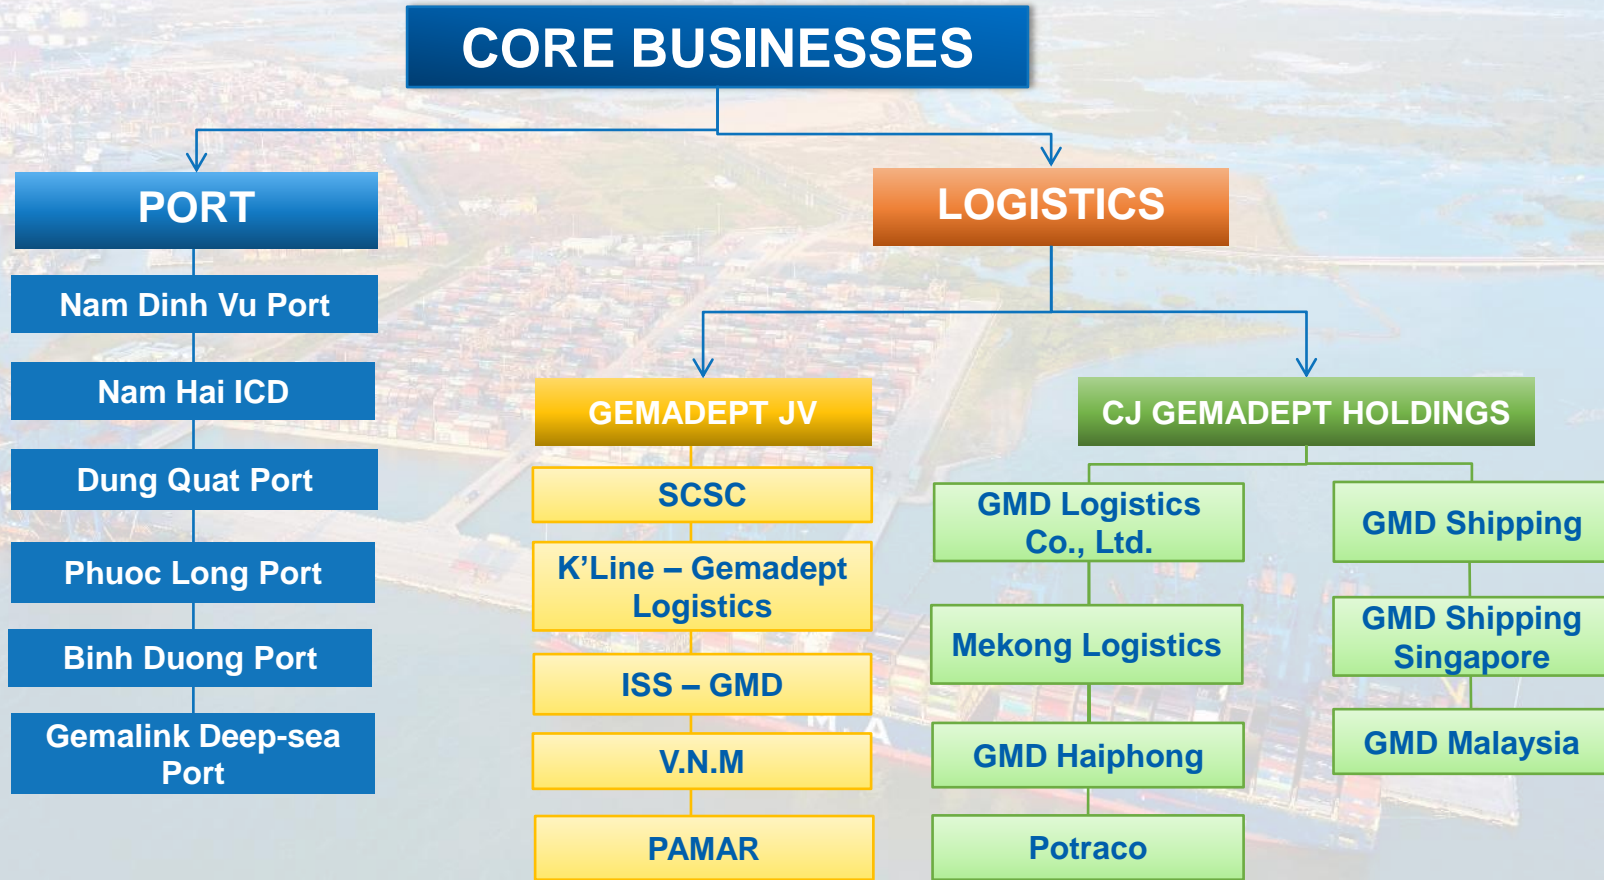 CORE BUSINESSES
PORT
Nam Dinh Vu Port
Nam Hai ICD
Dung Quat Port
Phuoc Long Port
Binh Duong Port
Gemalink Deep-sea
Port
LOGISTICS
GEMADEPT JV
SCSC
K’Line – Gemadept
Logistics
ISS – GMD
V.N.M
PAMAR
CJ GEMADEPT HOLDINGS
GMD Logistics
Co., Ltd.
Mekong Logistics
GMD Haiphong
Potraco
GMD Shipping
GMD Shipping
Singapore
GMD Malaysia